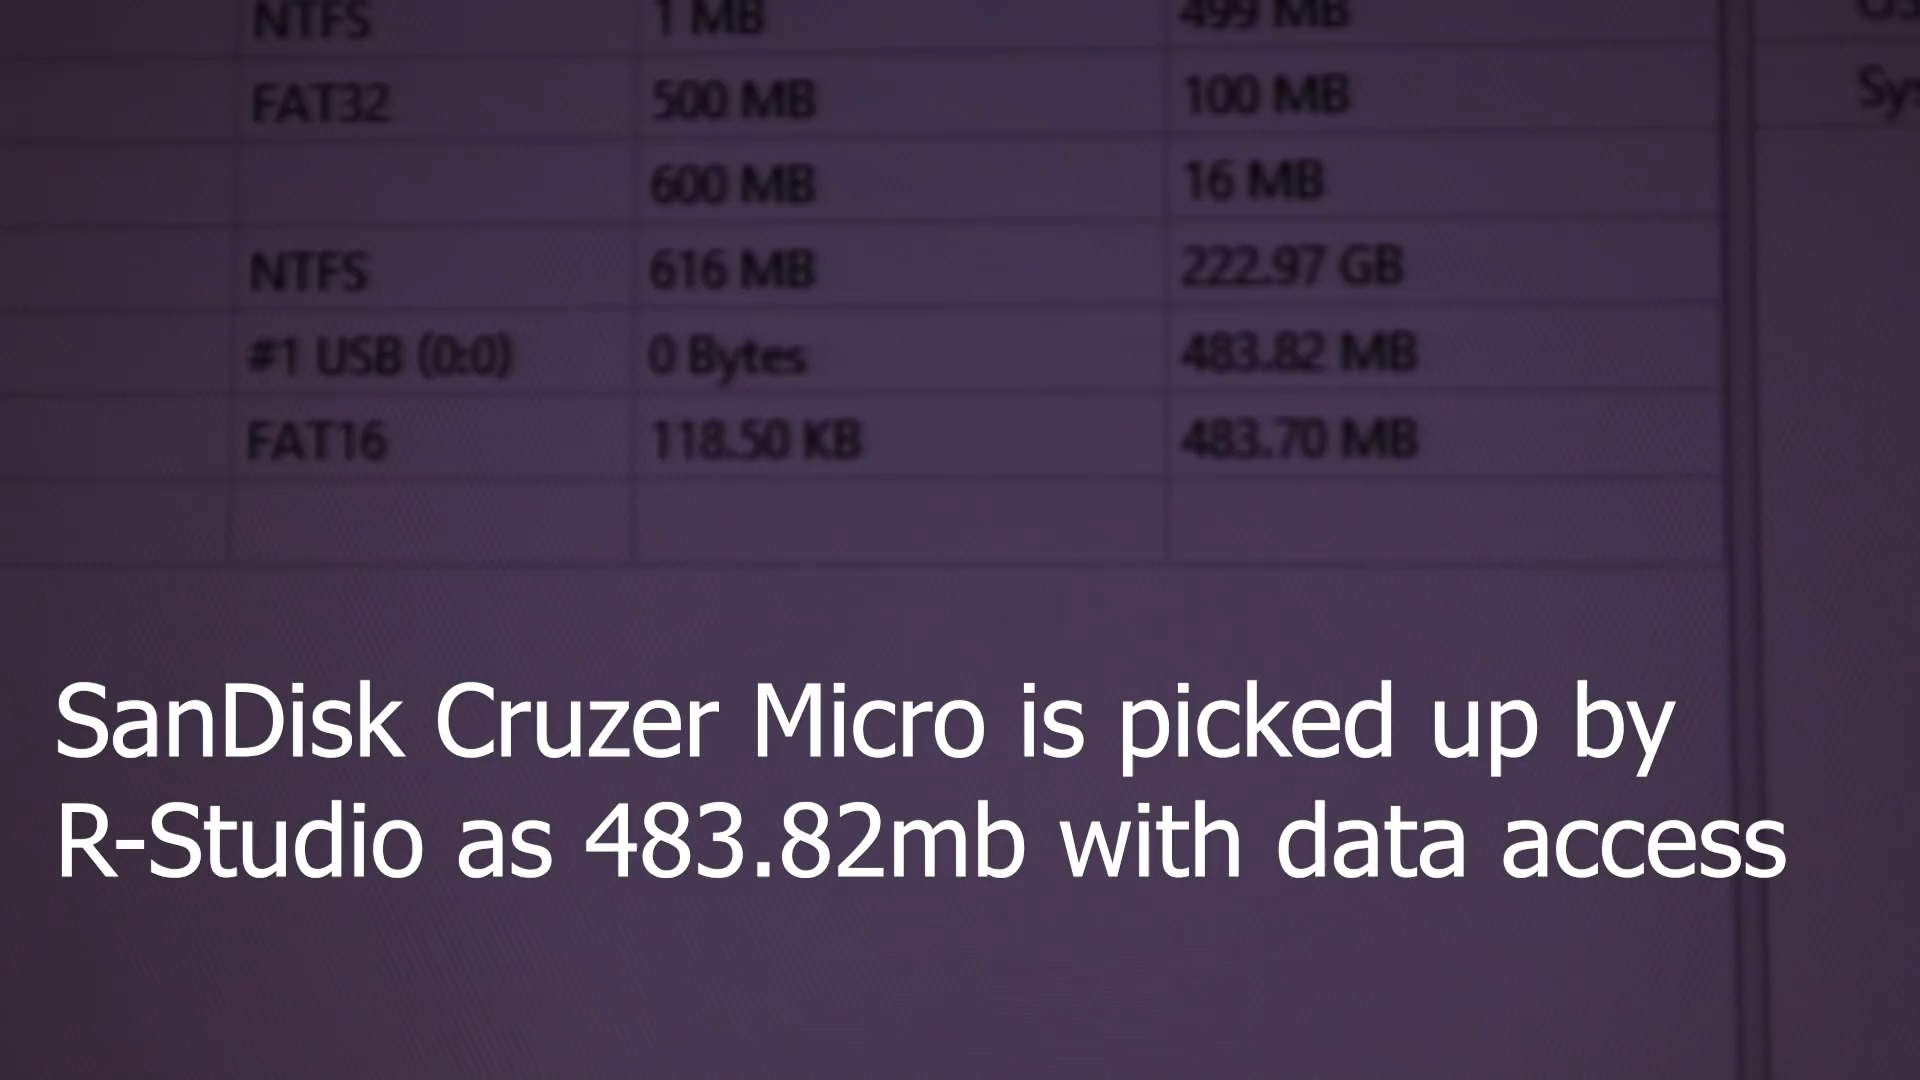 NTFS 1 MB 499 MB
FAT32 500 MB 100 MB
600 MB 16 MB
NTFS 616 MB 222.97 GB
#1 USB (0:0) 0 Bytes 483.82 MB
FAT16 118.50 KB 483.70 MB
SanDisk Cruzer Micro is picked up by
R-Studio as 483.82mb with data access